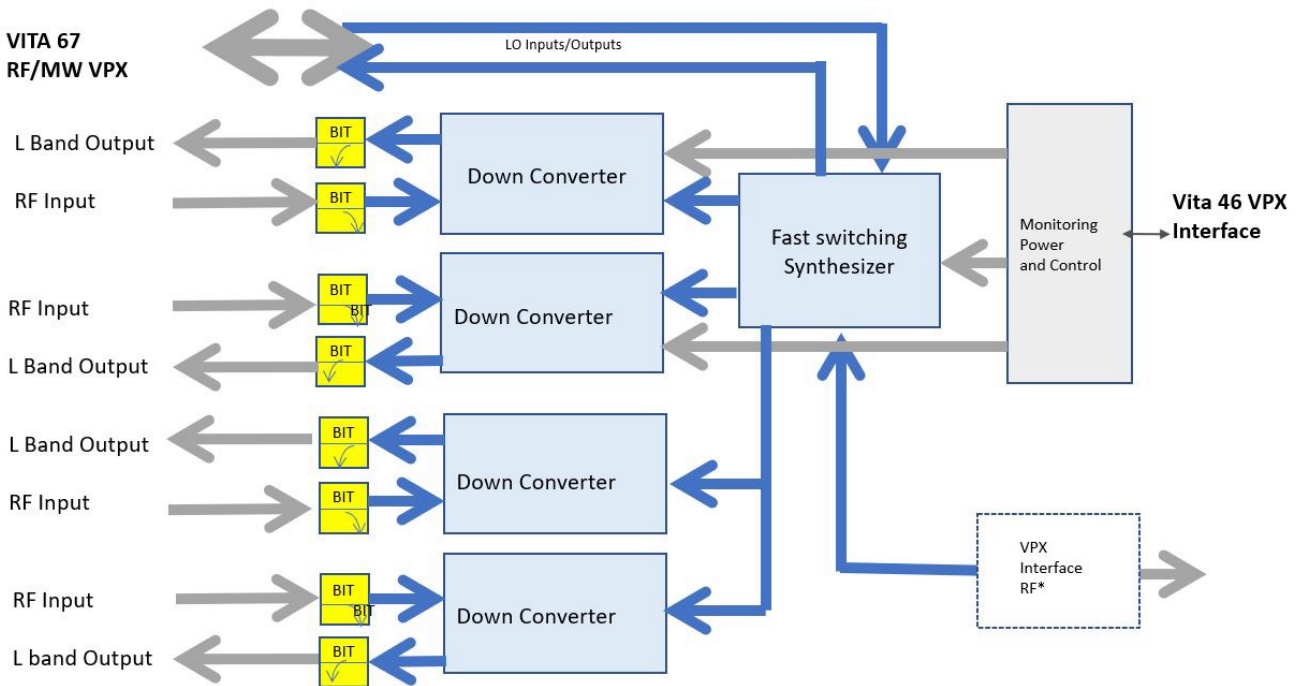 VITA 67
RF/MW VPX
LO Inputs/Outputs
L Band Output
BIT
Down Converter
RF Input
BIT
Fast switching
Synthesizer
Monitoring
Power
and Control
Vita 46 VPX
Interface
RF Input
BIT
BIT
Down Converter
L Band Output
BIT
L Band Output
BIT
Down Converter
RF Input
BIT
VPX
Interface
RF*
RF Input
BIT
BIT
Down Converter
L band Output
BIT